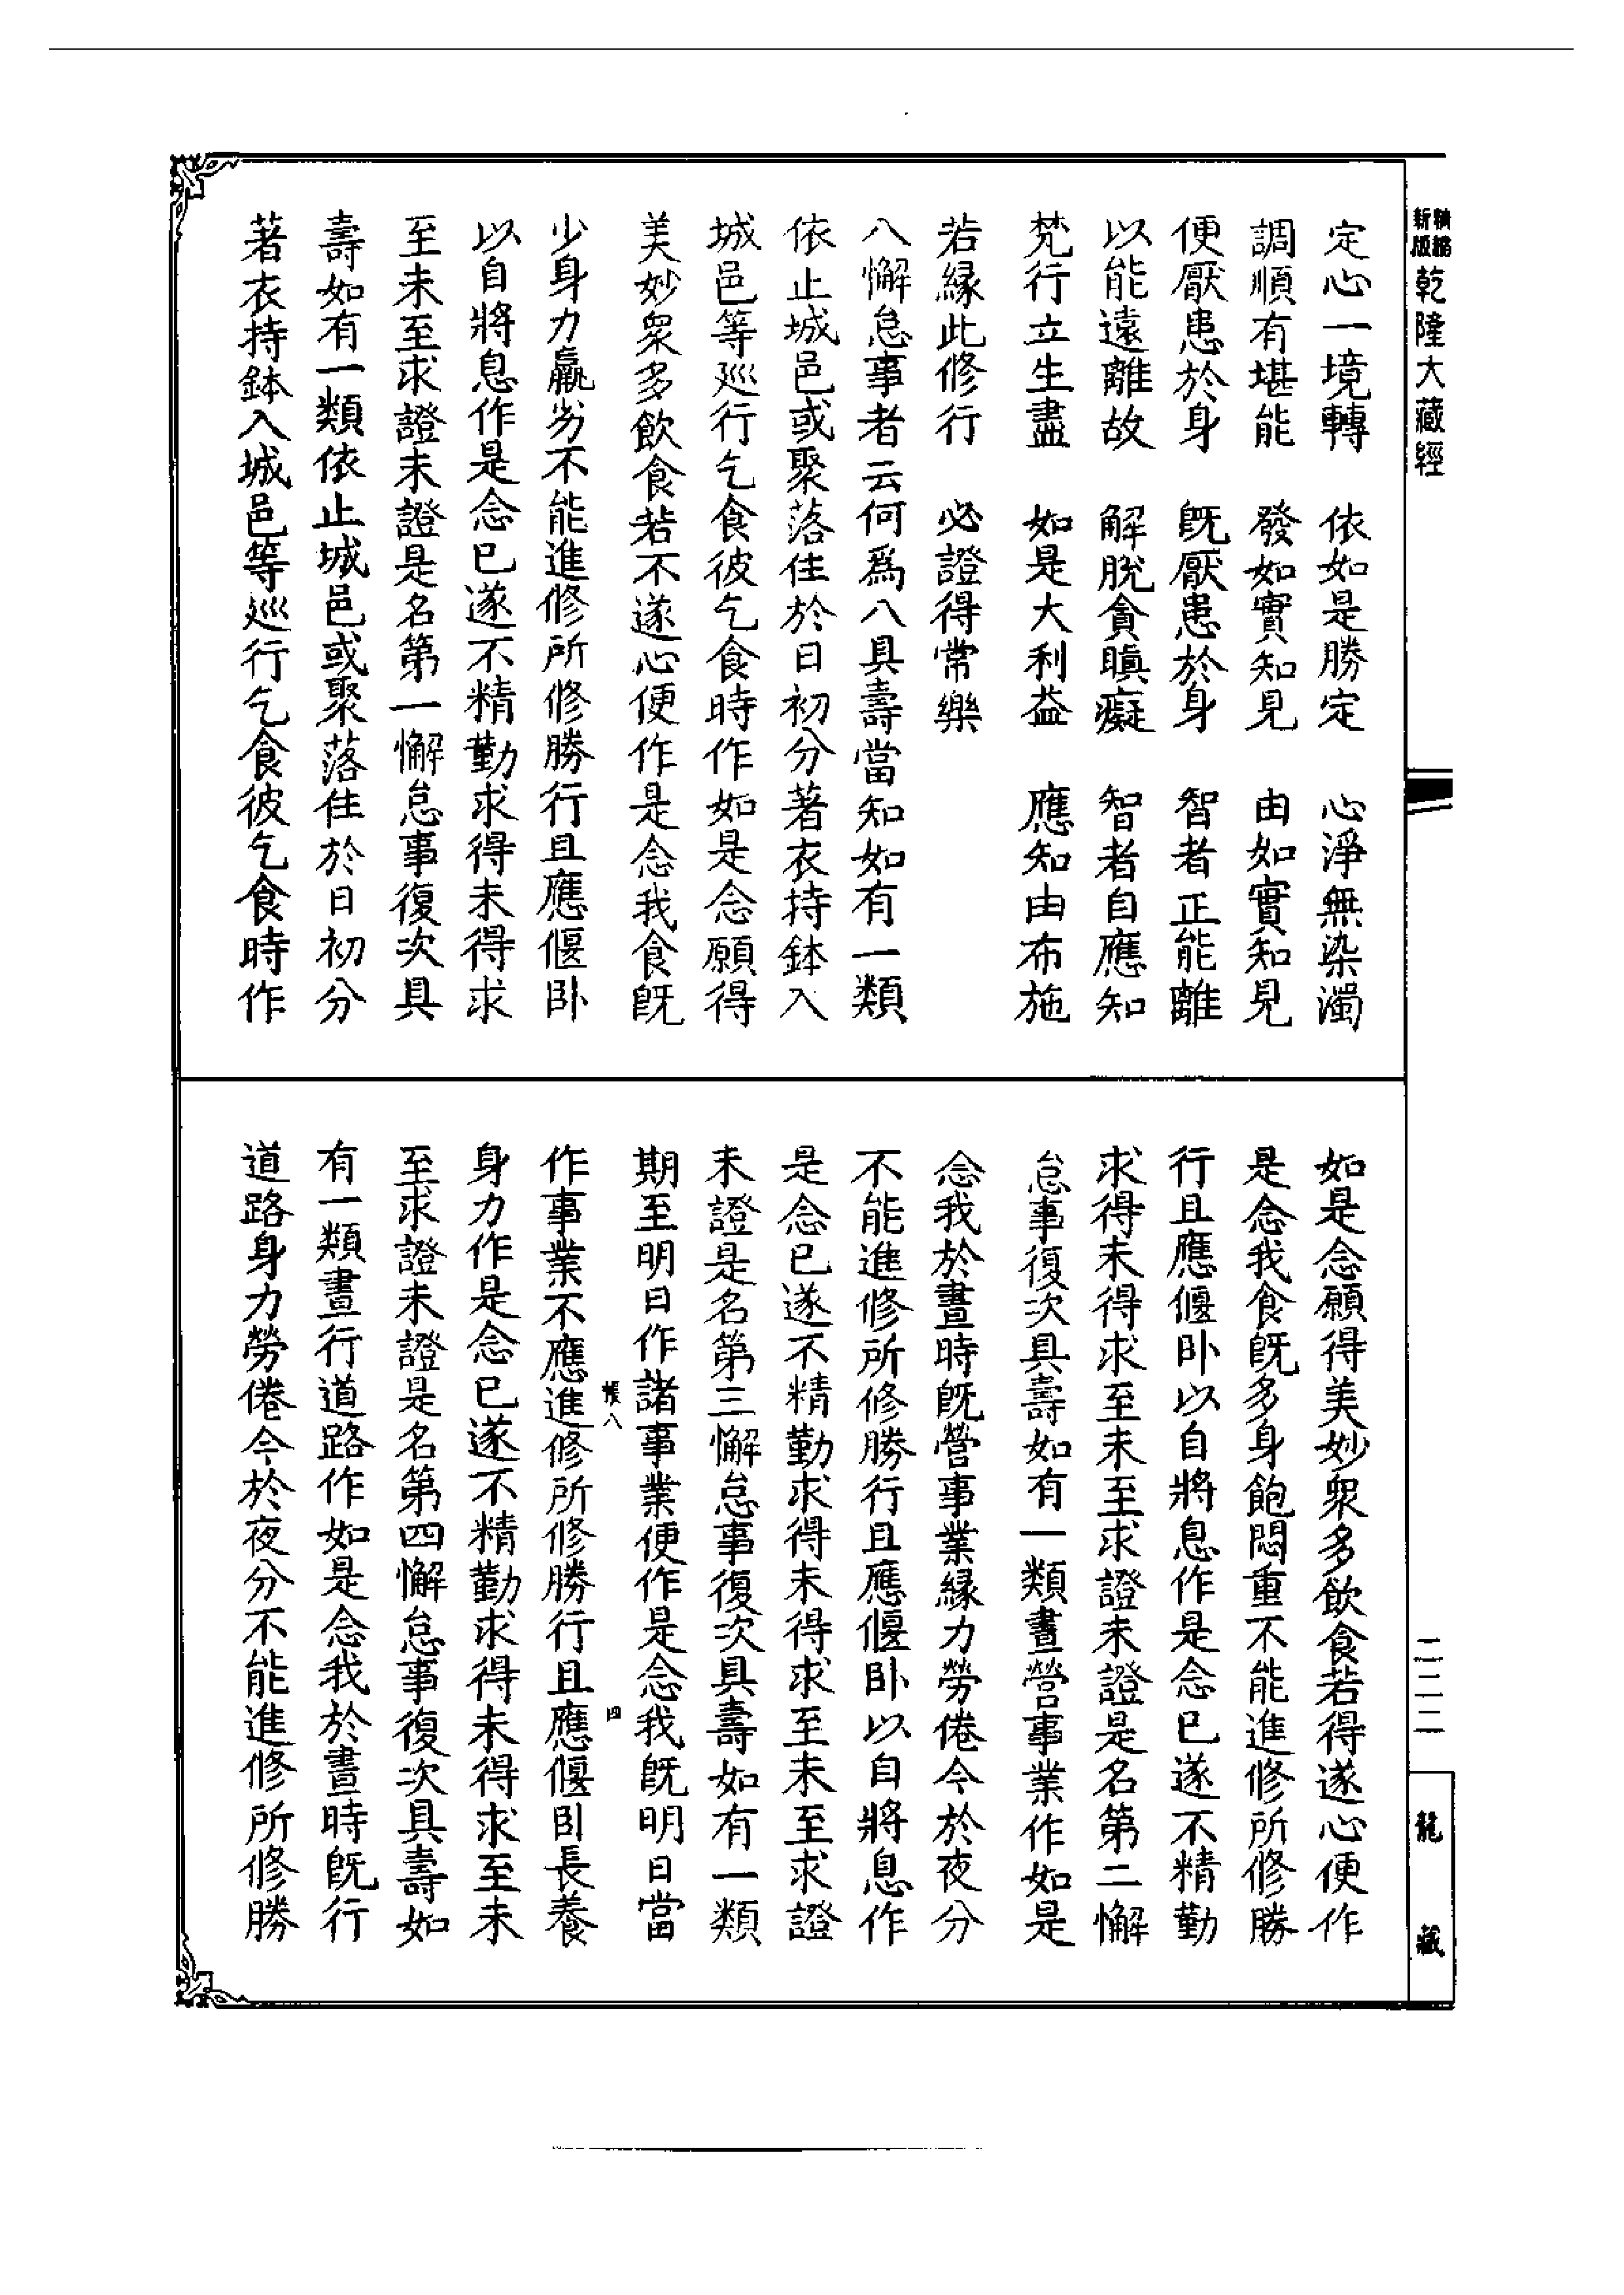 精縮
新版
乾隆大藏經
定心一境轉　依如是勝定　心淨無染濁
調順有堪能　發如實知見　由如實知見
便厭患於身　旣厭患於身　智者正能離
以能遠離故　解脫貪瞋癡　智者自應知
梵行立生盡　如是大利益　應知由布施
若緣此修行　必證得常樂
八懈怠事者云何爲八具壽當知如有一類
依止城邑或聚落住於日初分著衣持鉢入
城邑等巡行乞食彼乞食時作如是念願得
美妙衆多飲食若不遂心便作是念我食旣
少身力羸劣不能進修所修勝行且應偃卧
以自將息作是念已遂不精勤求得未得求
至未至求證未證是名第一懈怠事復次具
壽如有一類依止城邑或聚落住於日初分
著衣持鉢入城邑等巡行乞食彼乞食時作
如是念願得美妙衆多飲食若得遂心便作
是念我食旣多身飽悶重不能進修所修勝
行且應偃卧以自將息作是念已遂不精勤
求得未得求至未至求證未證是名第二懈
怠事復次具壽如有一類晝營事業作如是
念我於晝時旣營事業緣力勞倦今於夜分
不能進修所修勝行且應偃卧以自將息作
是念已遂不精勤求得未得求至未至求證
未證是名第三懈怠事復次具壽如有一類
期至明日作諸事業便作是念我旣明日當
作事業不應進修所修勝行且應偃卧長養
身力作是念已遂不精勤求得未得求至未
至求證未證是名第四懈怠事復次具壽如
有一類晝行道路作如是念我於晝時旣行
道路身力勞倦今於夜分不能進修所修勝
八
四
二二二
龍藏